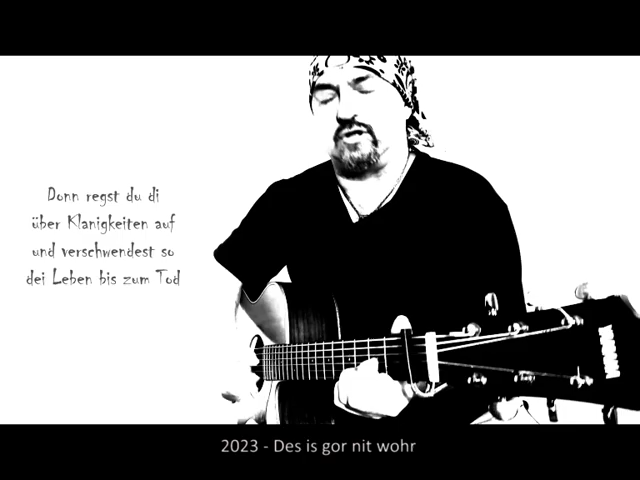 Donn regst du di
über Klanigkeiten auf
und verschwendest so
dei Leben bis zum Tod
2023 - Des is gor nit wohr